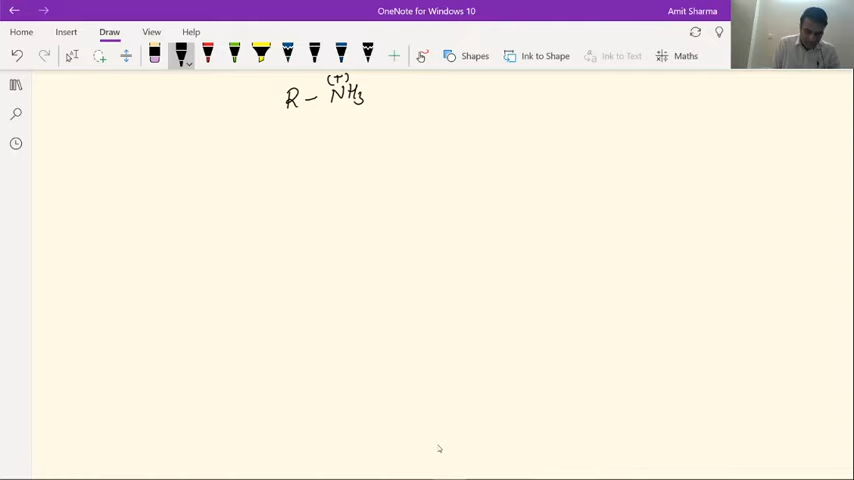 OneNote for Windows 10
Amit Sharma
Home Insert Draw View Help
Shapes Ink to Shape Ink to Text Maths
(+)
R - NH3